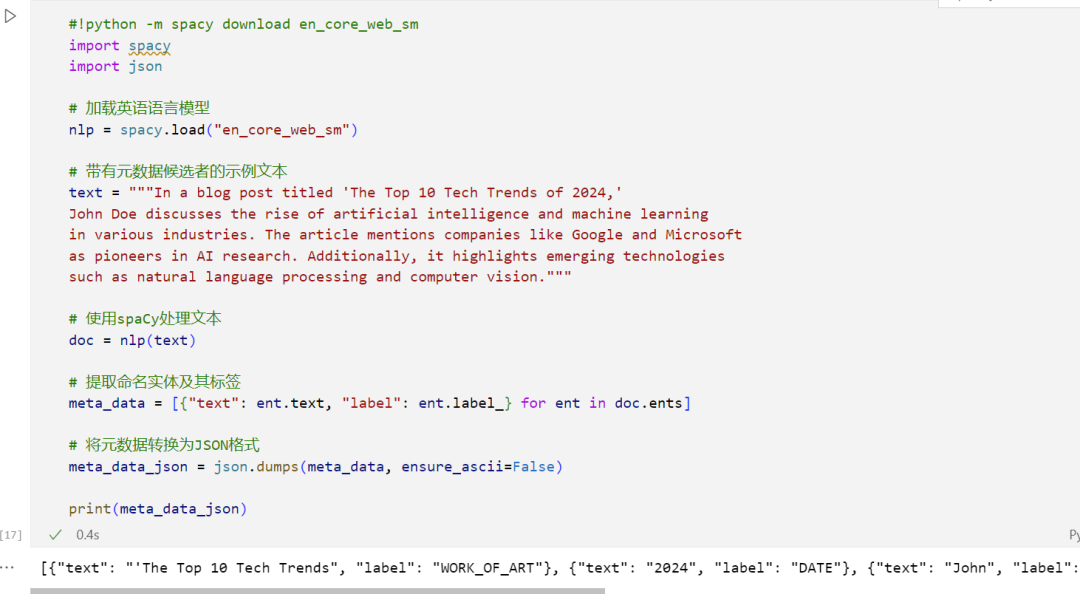 #!python -m spacy download en_core_web_sm
import spacy
import json
# 加载英语语言模型
nlp = spacy.load("en_core_web_sm")
# 带有元数据候选者的示例文本
text = """In a blog post titled 'The Top 10 Tech Trends of 2024,'
John Doe discusses the rise of artificial intelligence and machine learning
in various industries. The article mentions companies like Google and Microsoft
as pioneers in AI research. Additionally, it highlights emerging technologies
such as natural language processing and computer vision."""
# 使用spaCy处理文本
doc = nlp(text)
# 提取命名实体及其标签
meta_data = [{"text": ent.text, "label": ent.label_} for ent in doc.ents]
# 将元数据转换为JSON格式
meta_data_json = json.dumps(meta_data, ensure_ascii=False)
print(meta_data_json)
[17]
0.4s
Py
[{"text": "'The Top 10 Tech Trends", "label": "WORK_OF_ART"}, {"text": "2024", "label": "DATE"}, {"text": "John", "label":